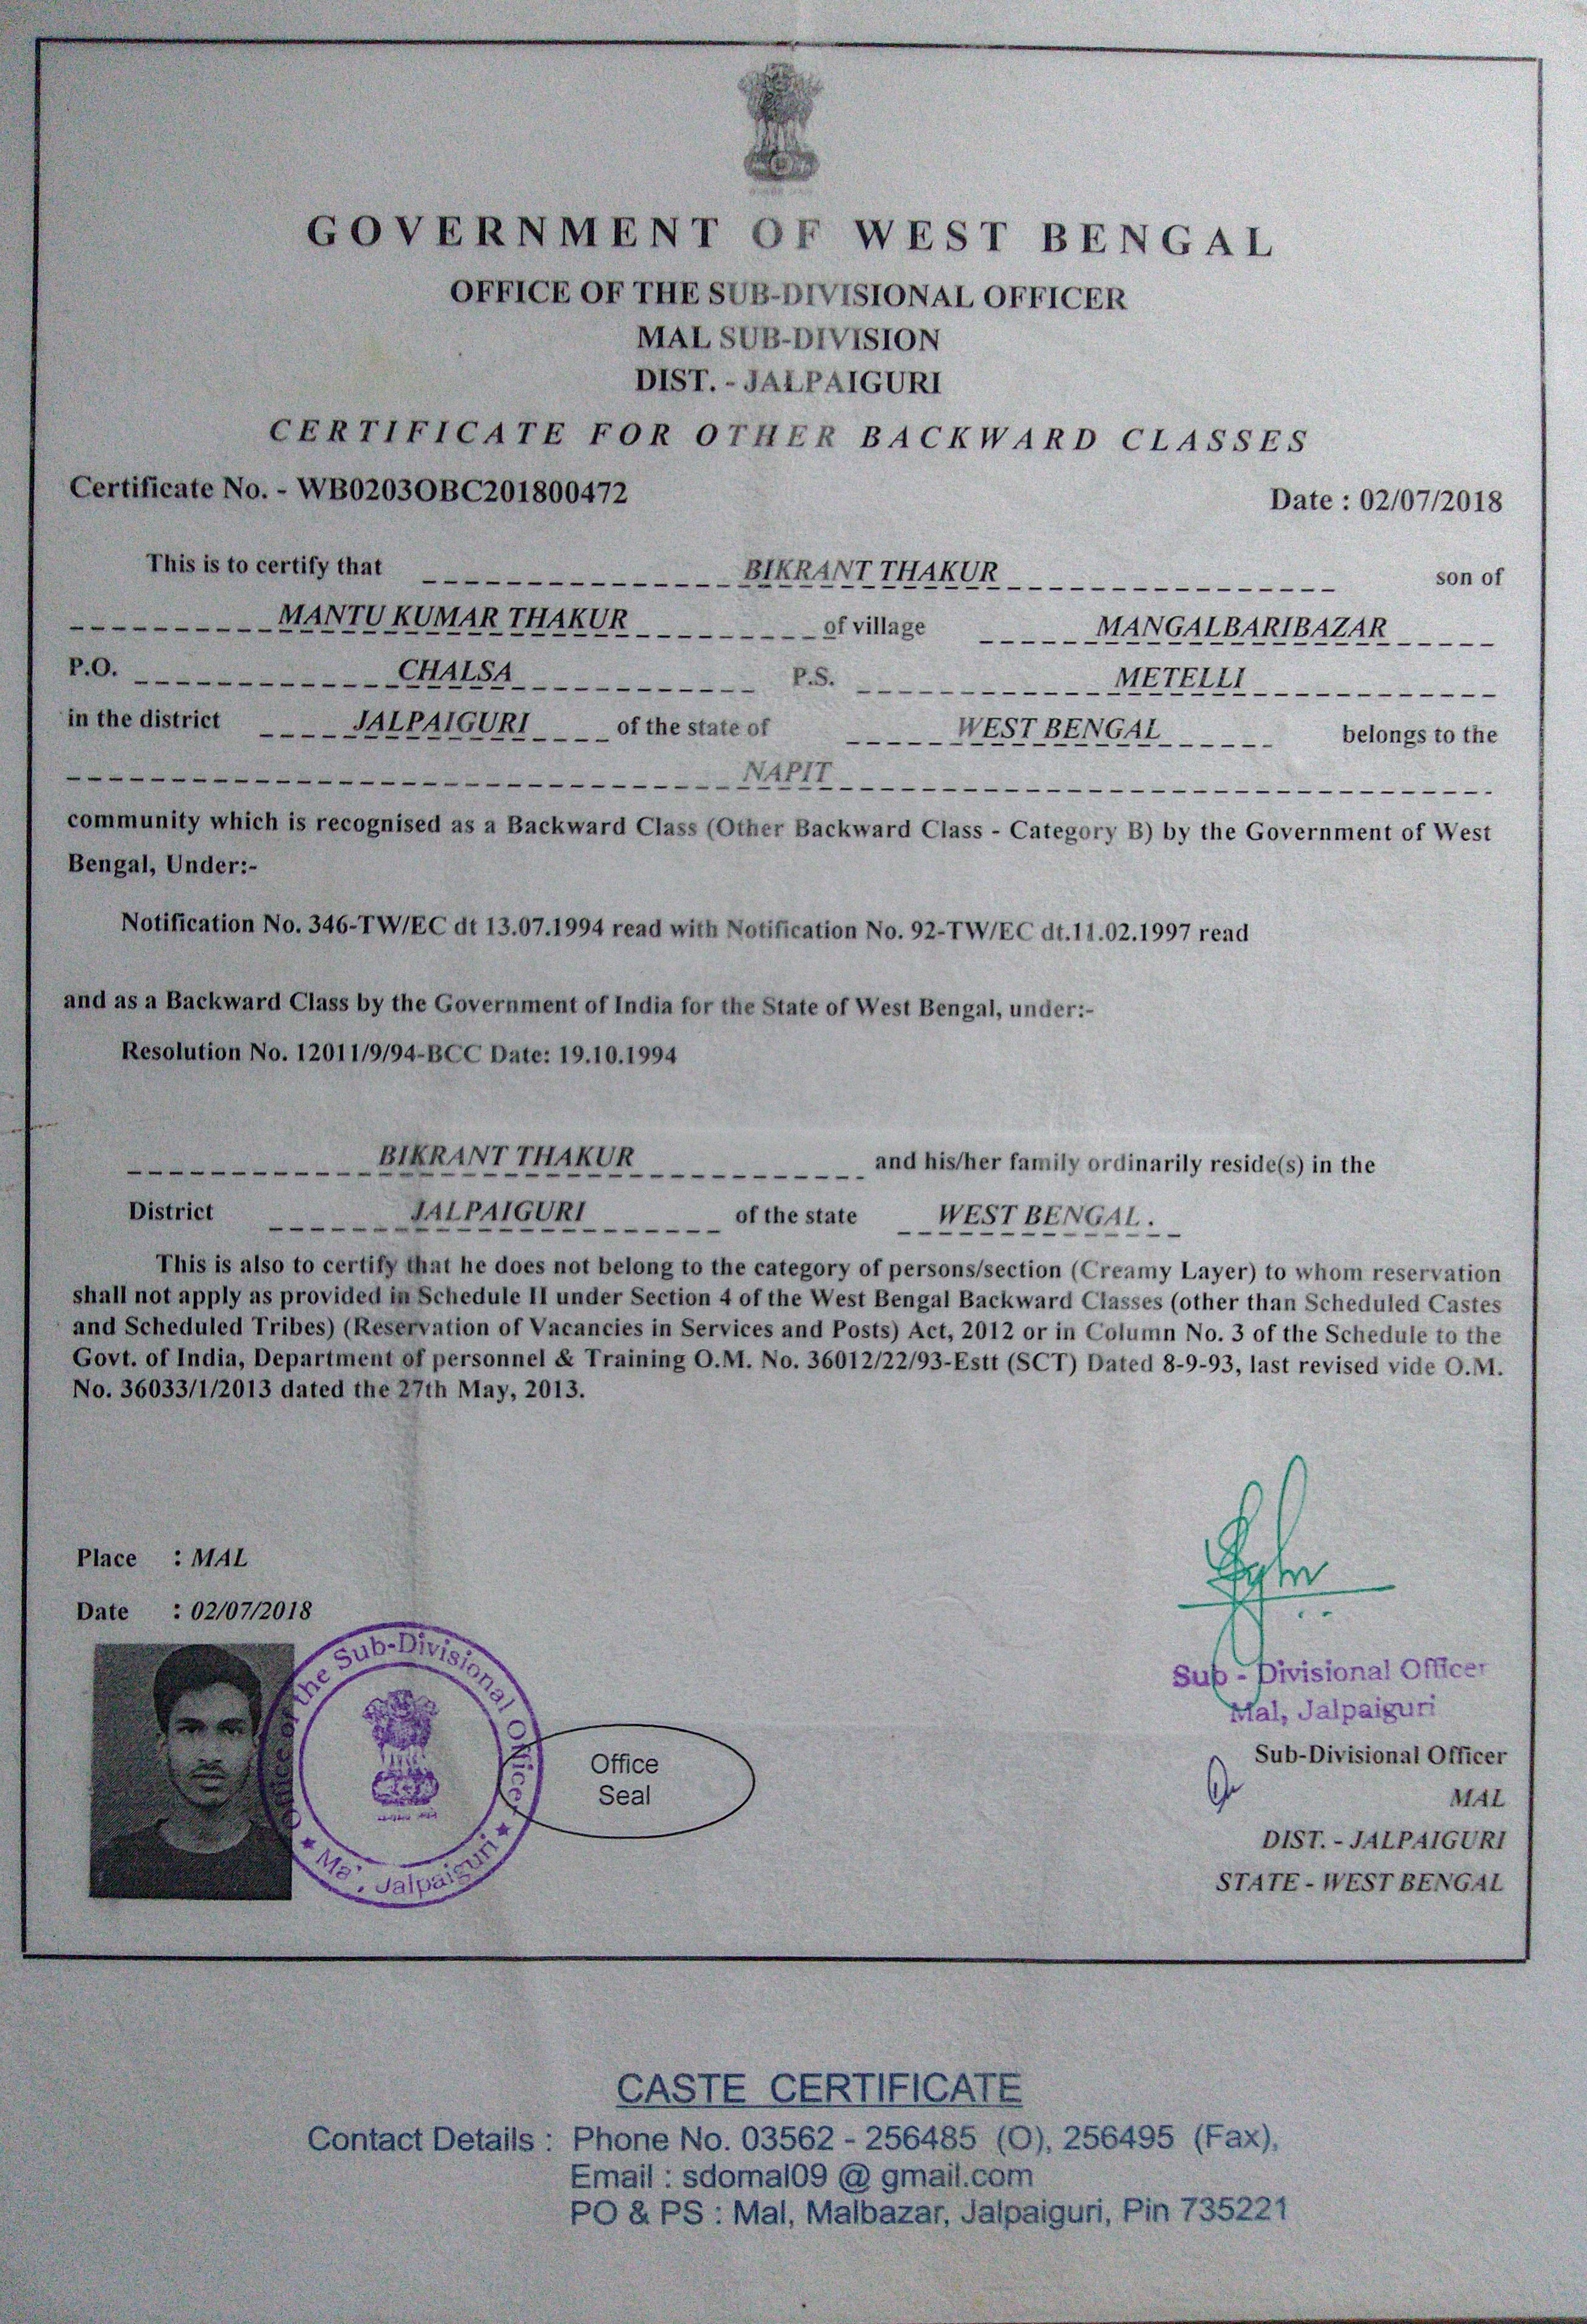 GOVERNMENT OF WEST BENGAL
OFFICE OF THE SUB-DIVISIONAL OFFICER
MAL SUB-DIVISION
DIST. - JALPAIGURI
CERTIFICATE FOR OTHER BACKWARD CLASSES
Certificate No. - WB0203OBC201800472 Date : 02/07/2018
This is to certify that BIKRANT THAKUR son of
MANTU KUMAR THAKUR of village MANGALBARIBAZAR
P.O. CHALSA P.S. METELLI
in the district JALPAIGURI of the state of WEST BENGAL belongs to the
NAPIT
community which is recognised as a Backward Class (Other Backward Class - Category B) by the Government of West
Bengal, Under:-
Notification No. 346-TW/EC dt 13.07.1994 read with Notification No. 92-TW/EC dt.11.02.1997 read
and as a Backward Class by the Government of India for the State of West Bengal, under:-
Resolution No. 12011/9/94-BCC Date: 19.10.1994
BIKRANT THAKUR and his/her family ordinarily reside(s) in the
District JALPAIGURI of the state WEST BENGAL .
This is also to certify that he does not belong to the category of persons/section (Creamy Layer) to whom reservation
shall not apply as provided in Schedule II under Section 4 of the West Bengal Backward Classes (other than Scheduled Castes
and Scheduled Tribes) (Reservation of Vacancies in Services and Posts) Act, 2012 or in Column No. 3 of the Schedule to the
Govt. of India, Department of personnel & Training O.M. No. 36012/22/93-Estt (SCT) Dated 8-9-93, last revised vide O.M.
No. 36033/1/2013 dated the 27th May, 2013.
Place : MAL
Date : 02/07/2018
the Sub-Divisional Officer
Jalpaiguri
Office
Seal
Sub - Divisional Officer
Mal, Jalpaiguri
Sub-Divisional Officer
MAL
DIST. - JALPAIGURI
STATE - WEST BENGAL
CASTE CERTIFICATE
Contact Details : Phone No. 03562 - 256485 (O), 256495 (Fax),
Email : sdomal09 @ gmail.com
PO & PS : Mal, Malbazar, Jalpaiguri, Pin 735221